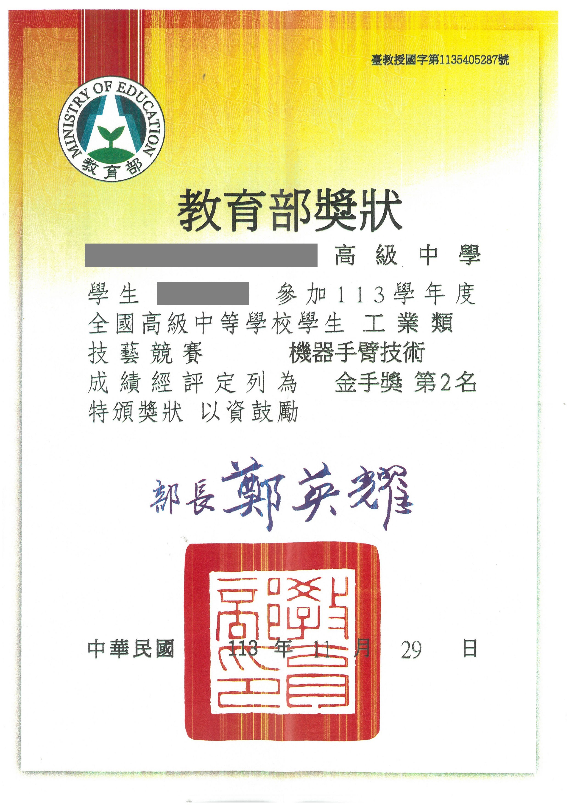 臺教授國字第1135405287號
MINISTRY OF EDUCATION
教育部
教育部獎狀
高級中學
學生 參加113學年度
全國高級中等學校學生 工業類
技藝競賽 機器手臂技術
成績經評定列為 金手獎 第2名
特頒獎狀 以資鼓勵
部長 鄭英耀
教育部印
中華民國 113 年 11 月 29 日